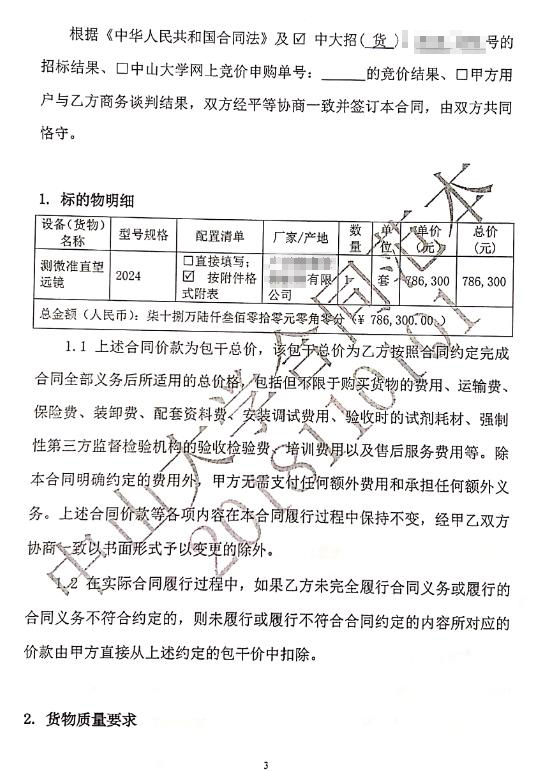 根据《中华人民共和国合同法》及 ☑ 中大招(货)号的
招标结果、☐中山大学网上竞价申购单号：______的竞价结果、☐甲方用
户与乙方商务谈判结果，双方经平等协商一致并签订本合同，由双方共同
恪守。
1. 标的物明细
设备(货物)名称 型号规格 配置清单 厂家/产地 数量 单位 单价(元) 总价(元)
测微准直望远镜 2024 ☐直接填写； ☑ 按附件格式附表 有限公司 1 套 786,300 786,300
总金额（人民币）：柒十捌万陆仟叁佰零拾零元零角零分（¥ 786,300.00 ）
1.1 上述合同价款为包干总价，该包干总价为乙方按照合同约定完成
合同全部义务后所适用的总价格，包括但不限于购买货物的费用、运输费、
保险费、装卸费、配套资料费、安装调试费用、验收时的试剂耗材、强制
性第三方监督检验机构的验收检验费、培训费用以及售后服务费用等。除
本合同明确约定的费用外，甲方无需支付任何额外费用和承担任何额外义
务。上述合同价款等各项内容在本合同履行过程中保持不变，经甲乙双方
协商一致以书面形式予以变更的除外。
1.2 在实际合同履行过程中，如果乙方未完全履行合同义务或履行的
合同义务不符合约定的，则未履行或履行不符合合同约定的内容所对应的
价款由甲方直接从上述约定的包干价中扣除。
2. 货物质量要求
3
中山大学合同范本
20181101